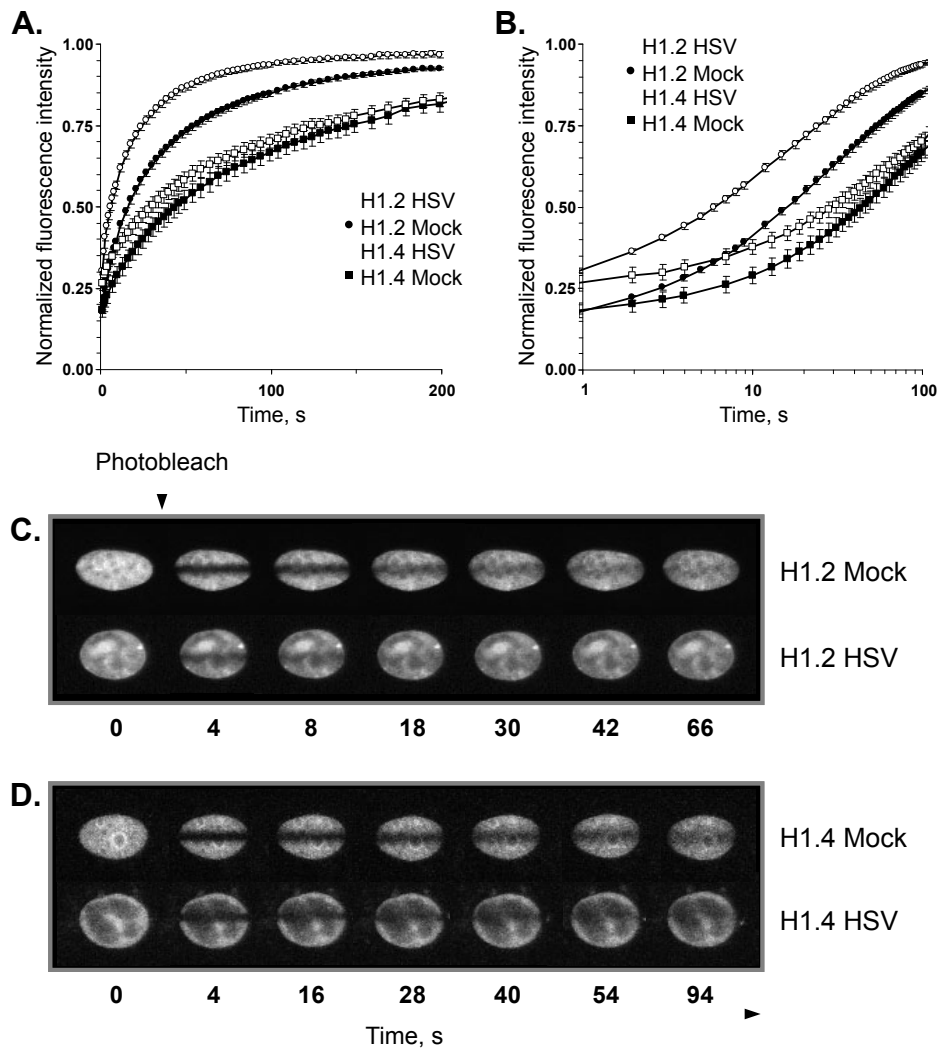 A.
Normalized fluorescence intensity
1.00
0.75
0.50
0.25
0.00
0 100 200
Time, s
H1.2 HSV
H1.2 Mock
H1.4 HSV
H1.4 Mock
B.
Normalized fluorescence intensity
1.00
0.75
0.50
0.25
0.00
1 10 100
Time, s
H1.2 HSV
H1.2 Mock
H1.4 HSV
H1.4 Mock
Photobleach
C.
H1.2 Mock
H1.2 HSV
0 4 8 18 30 42 66
D.
H1.4 Mock
H1.4 HSV
0 4 16 28 40 54 94
Time, s